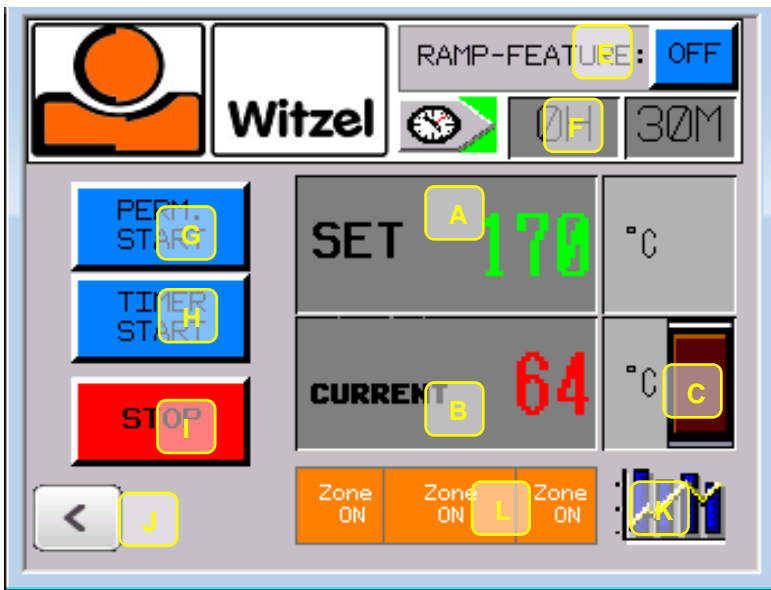 RAMP-FEATURE: OFF
E
Witzel
0H 30M
F
PERM.
START
G
SET 170 °C
A
TIMER
START
H
CURRENT 64 °C
B
C
STOP
I
<
J
Zone Zone Zone
ON ON ON
L
K